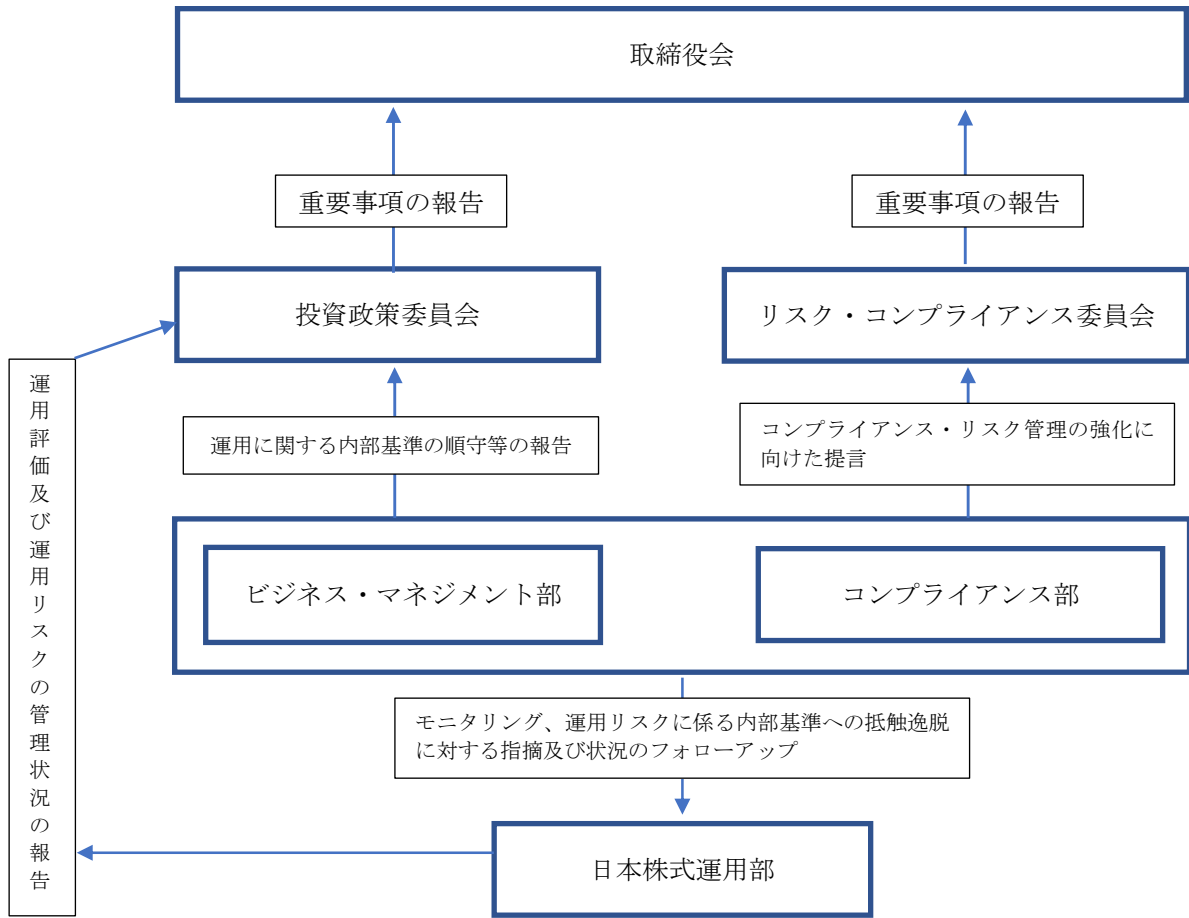 取締役会
重要事項の報告
重要事項の報告
投資政策委員会
リスク・コンプライアンス委員会
運用に関する内部基準の順守等の報告
コンプライアンス・リスク管理の強化に
向けた提言
運用評価及び運用リスクの管理状況の報告
ビジネス・マネジメント部
コンプライアンス部
モニタリング、運用リスクに係る内部基準への抵触逸脱
に対する指摘及び状況のフォローアップ
日本株式運用部